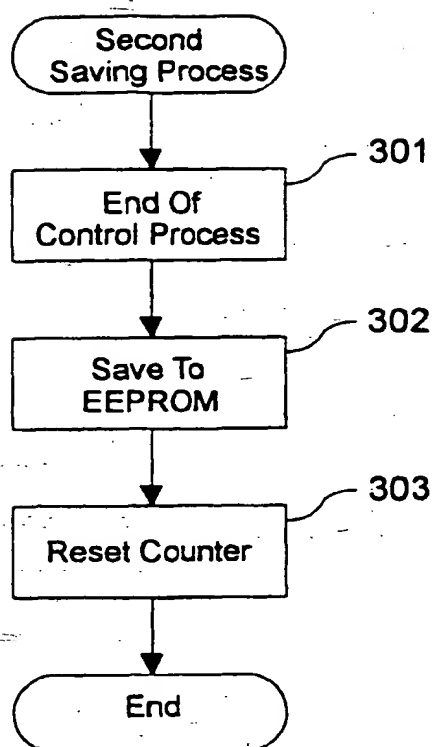 Second
Saving Process
301
End Of
Control Process
302
Save To
EEPROM
303
Reset Counter
End